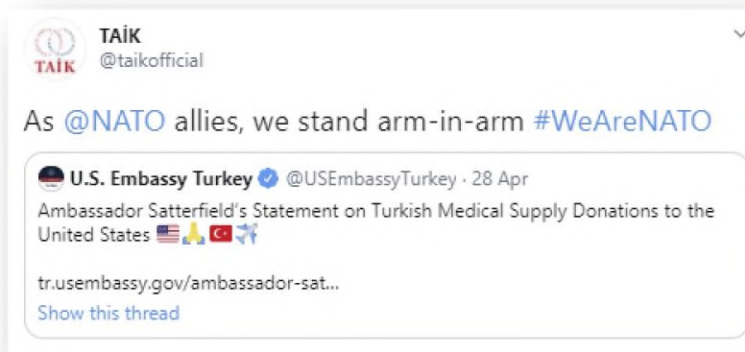 TAİK
@taikofficial
TAİK
As @NATO allies, we stand arm-in-arm #WeAreNATO
U.S. Embassy Turkey @USEmbassyTurkey · 28 Apr
Ambassador Satterfield's Statement on Turkish Medical Supply Donations to the
United States 🇺🇸🙏🇹🇷✈️
tr.usembassy.gov/ambassador-sat...
Show this thread